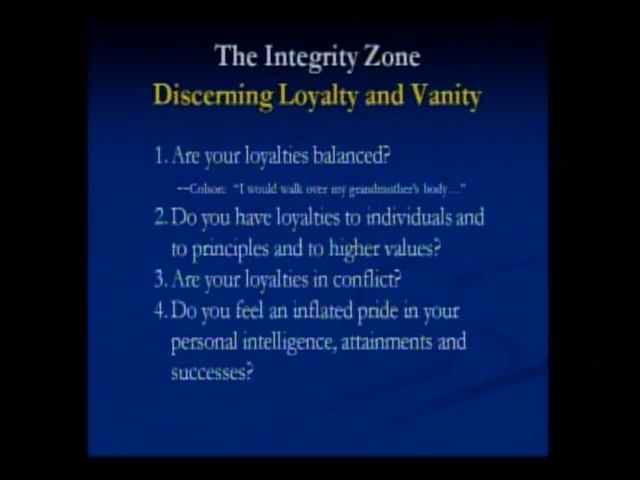 The Integrity Zone
Discerning Loyalty and Vanity
1. Are your loyalties balanced?
--Colson: "I would walk over my grandmother's body…"
2. Do you have loyalties to individuals and
to principles and to higher values?
3. Are your loyalties in conflict?
4. Do you feel an inflated pride in your
personal intelligence, attainments and
successes?